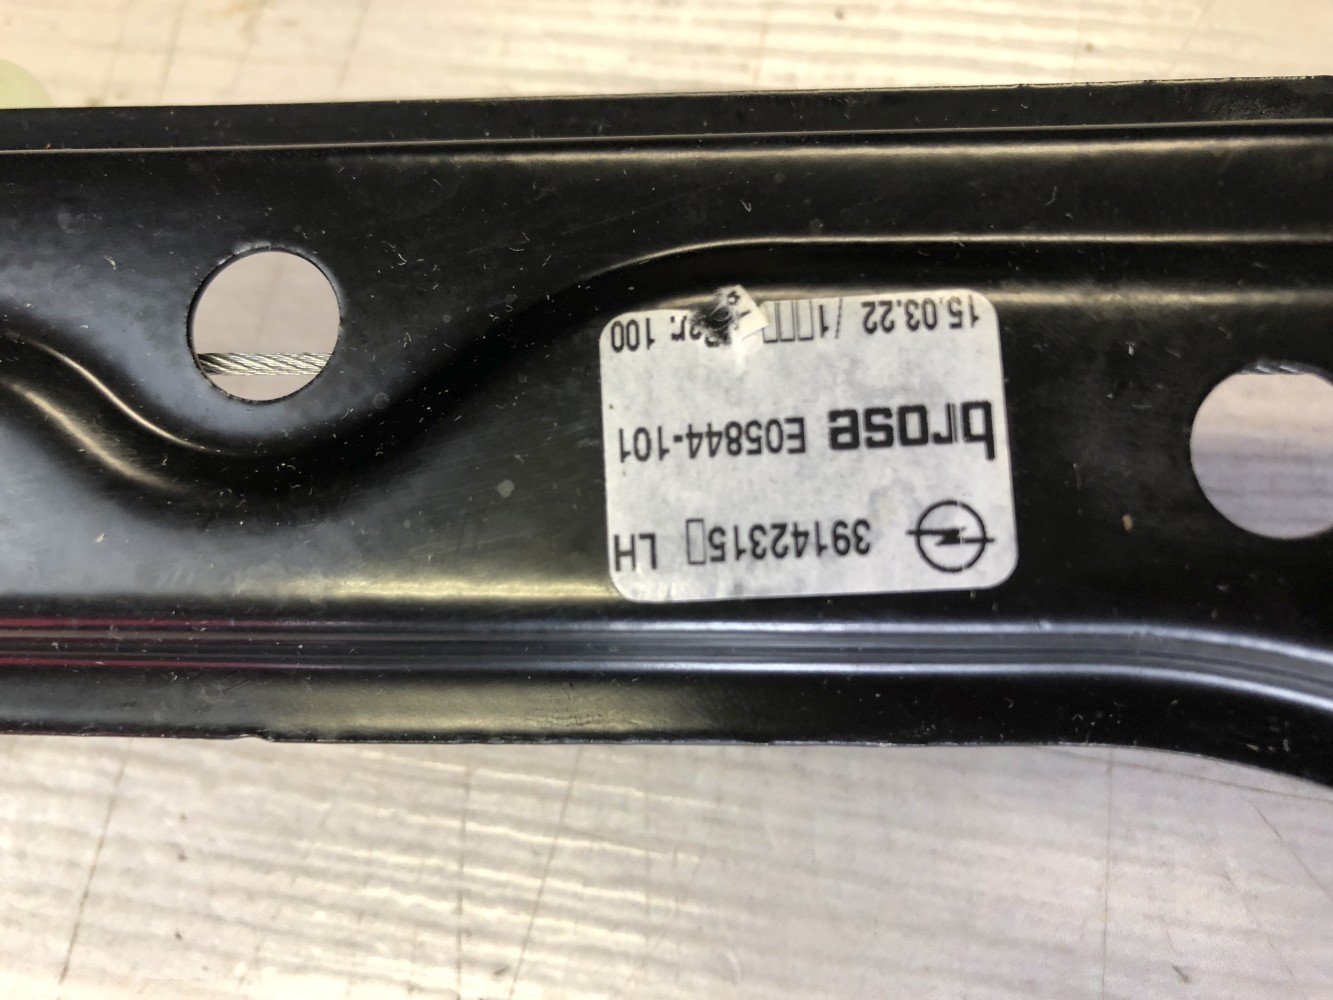 39142315▯ LH
brose E05844-101
15.03.22 /1▯▯▯ 100